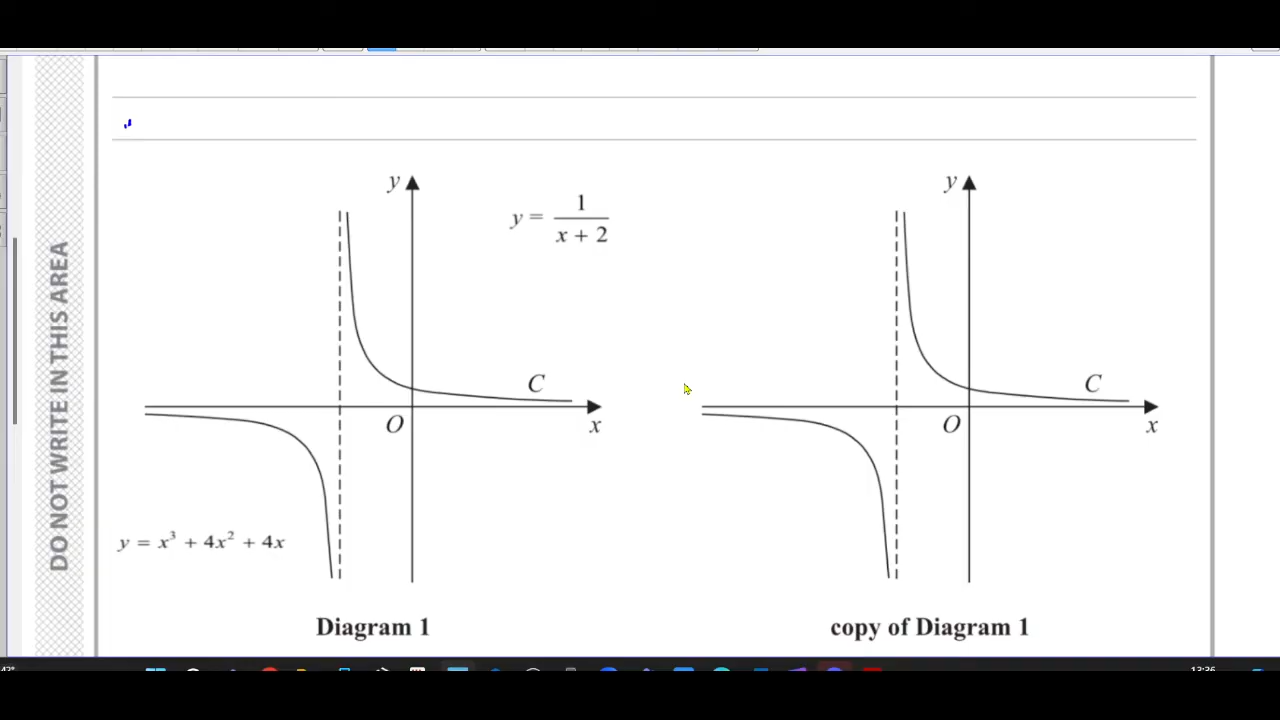 DO NOT WRITE IN THIS AREA
y
y = 1 / (x + 2)
C
O
x
y = x³ + 4x² + 4x
Diagram 1
y
C
O
x
copy of Diagram 1